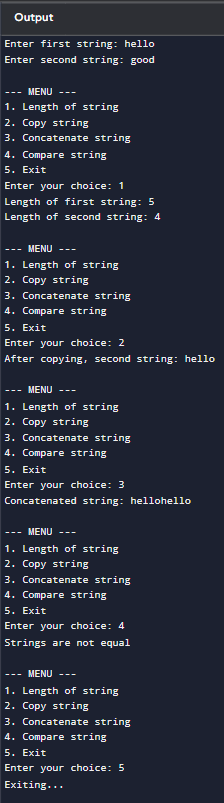 Output
Enter first string: hello
Enter second string: good
--- MENU ---
1. Length of string
2. Copy string
3. Concatenate string
4. Compare string
5. Exit
Enter your choice: 1
Length of first string: 5
Length of second string: 4
--- MENU ---
1. Length of string
2. Copy string
3. Concatenate string
4. Compare string
5. Exit
Enter your choice: 2
After copying, second string: hello
--- MENU ---
1. Length of string
2. Copy string
3. Concatenate string
4. Compare string
5. Exit
Enter your choice: 3
Concatenated string: hellohello
--- MENU ---
1. Length of string
2. Copy string
3. Concatenate string
4. Compare string
5. Exit
Enter your choice: 4
Strings are not equal
--- MENU ---
1. Length of string
2. Copy string
3. Concatenate string
4. Compare string
5. Exit
Enter your choice: 5
Exiting...